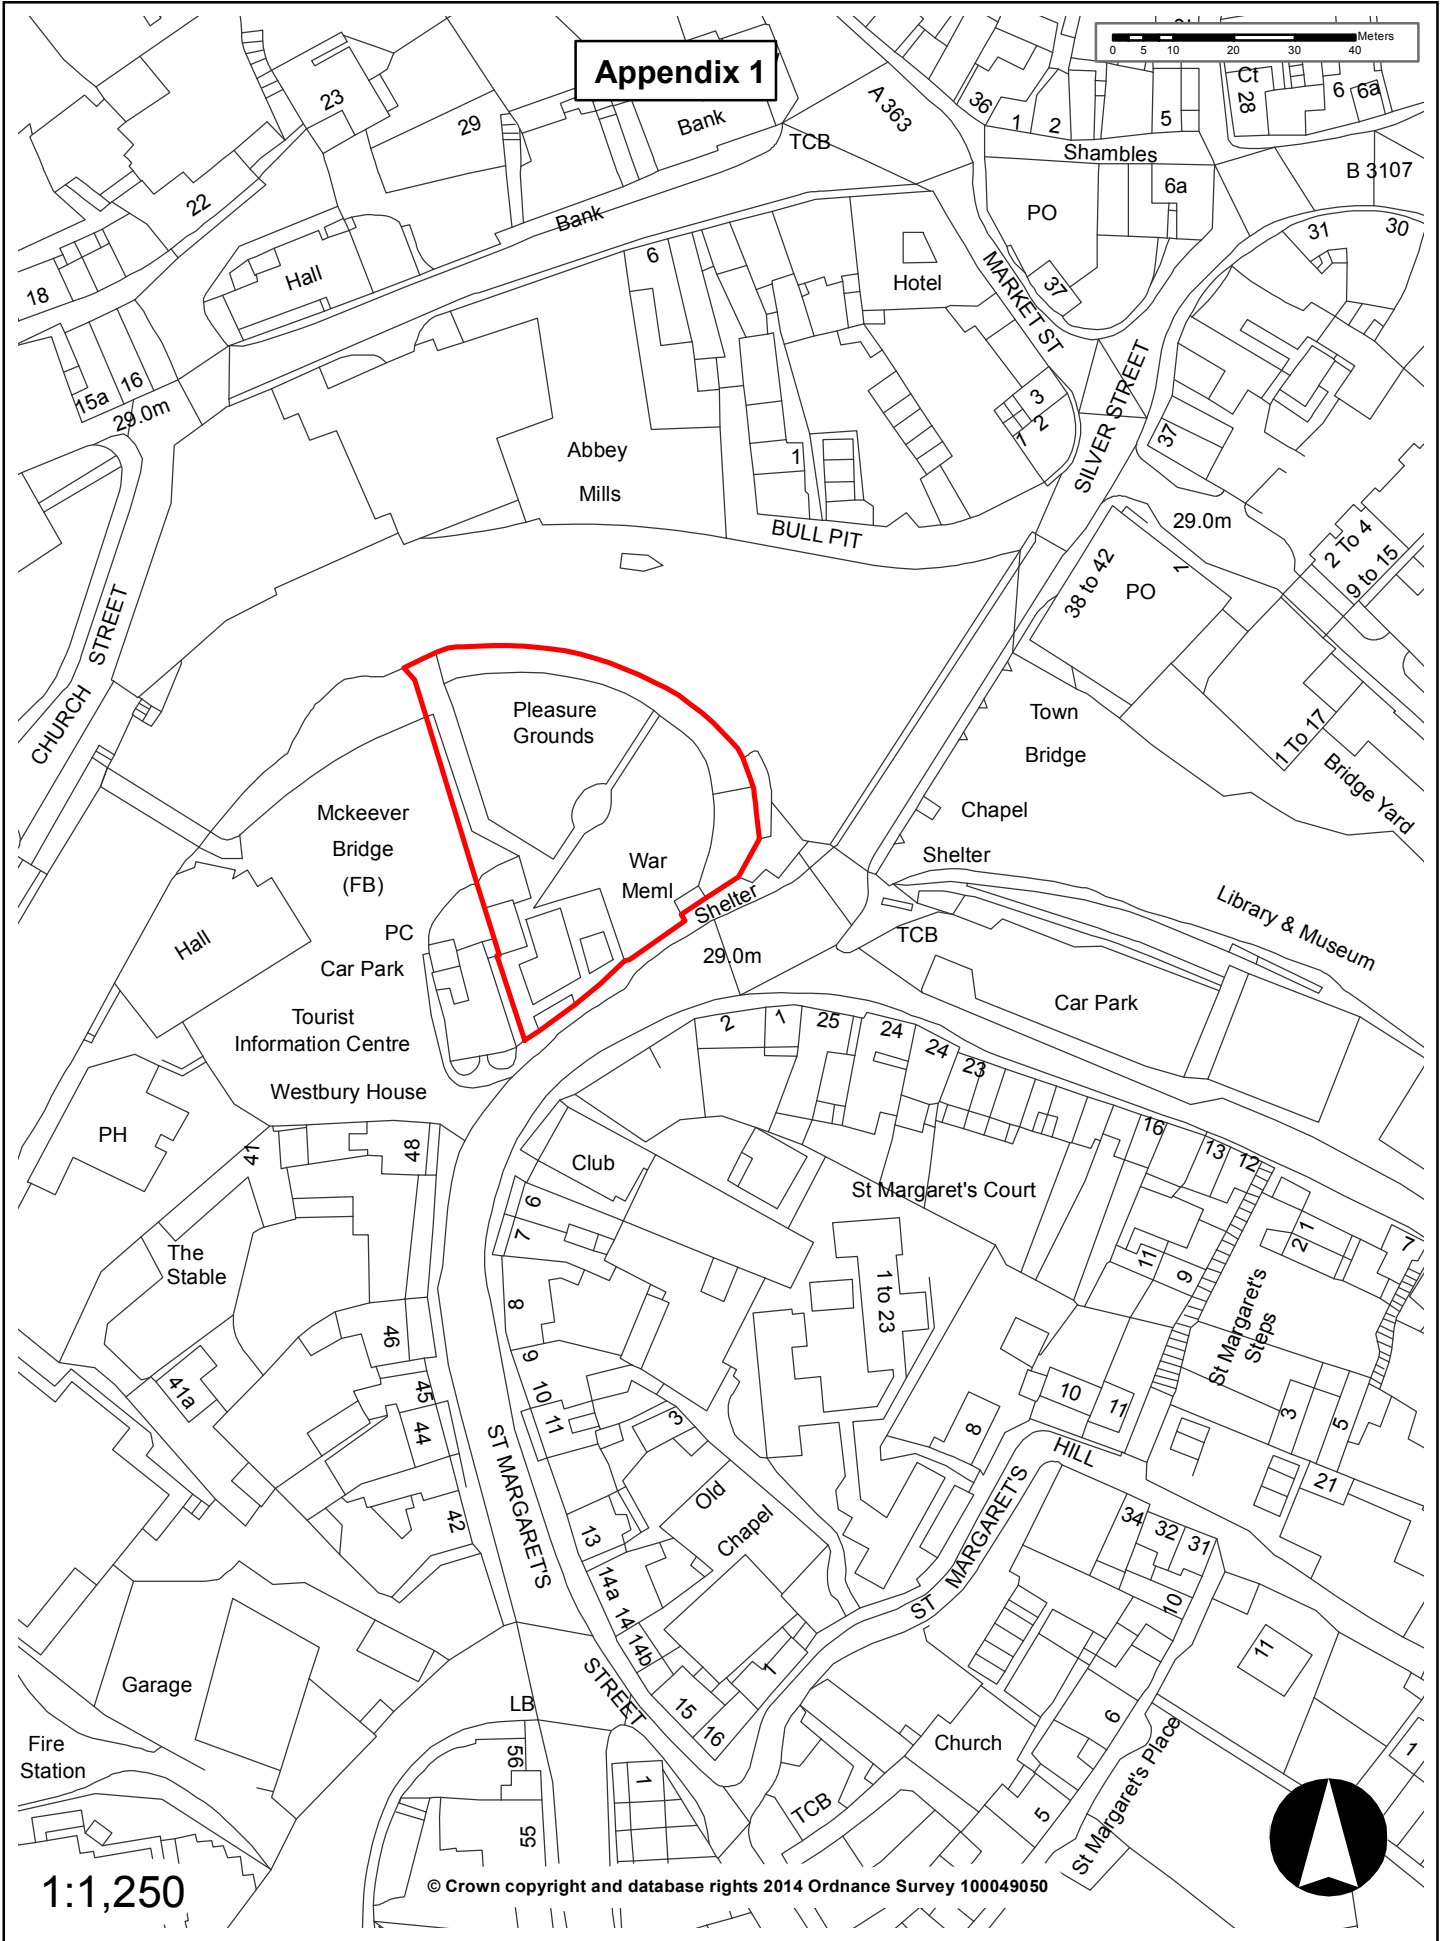 Appendix 1
Meters
0 5 10 20 30 40
23
29
Bank
TCB
A 363
36
1
2
5
Ct
28
6
6a
Shambles
B 3107
22
Bank
6a
PO
31
30
18
Hall
6
Hotel
MARKET ST
37
15a
16
29.0m
3
2
1
SILVER STREET
37
Abbey
Mills
1
BULL PIT
29.0m
2 To 4
9 to 15
38 to 42
PO
CHURCH STREET
Pleasure
Grounds
Town
Bridge
1 To 17
Bridge Yard
Mckeever
Bridge
(FB)
Chapel
War
Meml
Shelter
Shelter
Library & Museum
Hall
PC
Car Park
29.0m
TCB
Car Park
Tourist
Information Centre
2
1
25
24
24
23
Westbury House
PH
41
48
Club
16
13
12
St Margaret's Court
6
7
The
Stable
1 to 23
11
9
2
1
7
8
St Margaret's
Steps
46
9
41a
45
10
11
44
3
10
11
3
5
8
ST MARGARET'S
STREET
HILL
ST MARGARET'S
21
Old
Chapel
42
13
34
32
31
14a
14
14b
10
11
Garage
1
15
16
LB
6
Church
Fire
Station
56
1
St Margaret's Place
1
TCB
5
55
1:1,250
© Crown copyright and database rights 2014 Ordnance Survey 100049050